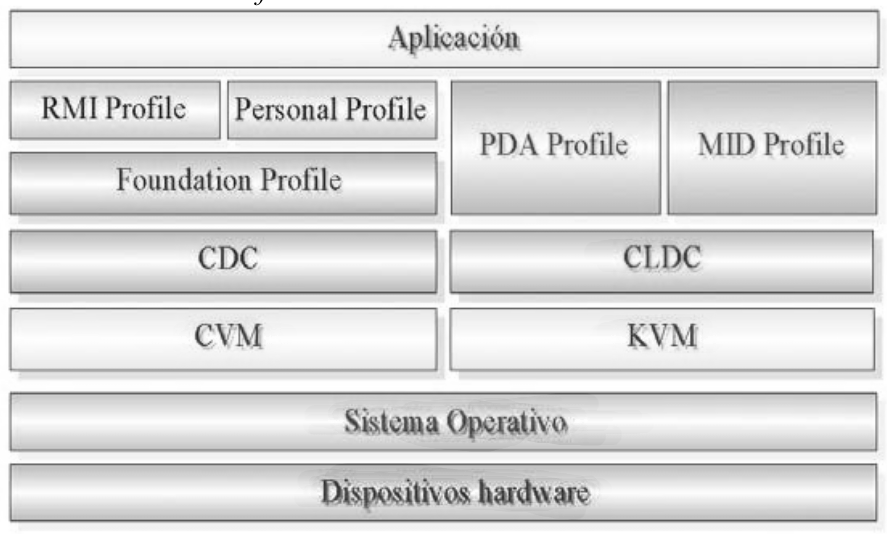 Aplicación
RMI Profile Personal Profile
PDA Profile MID Profile
Foundation Profile
CDC CLDC
CVM KVM
Sistema Operativo
Dispositivos hardware